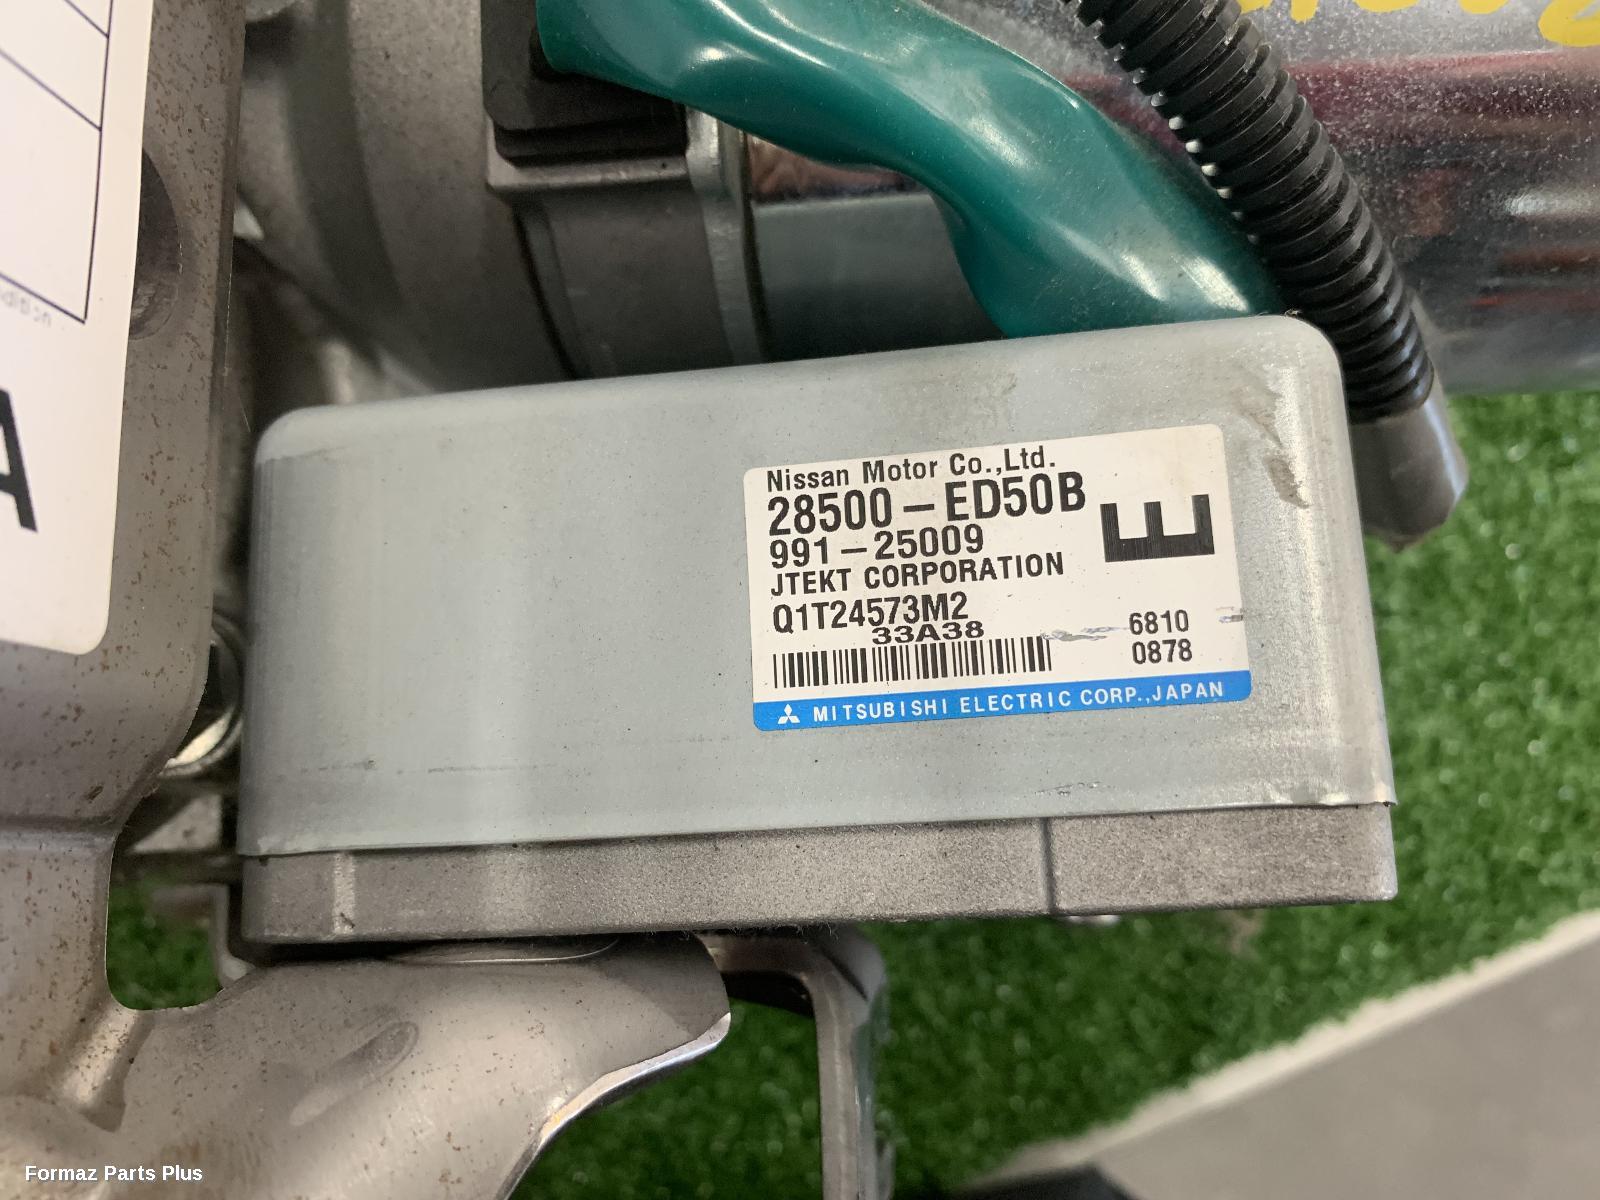 Nissan Motor Co.,Ltd.
28500-ED50B
991-25009
JTEKT CORPORATION
E
Q1T24573M2
33A38
6810
0878
MITSUBISHI ELECTRIC CORP.,JAPAN
A
Formaz Parts Plus